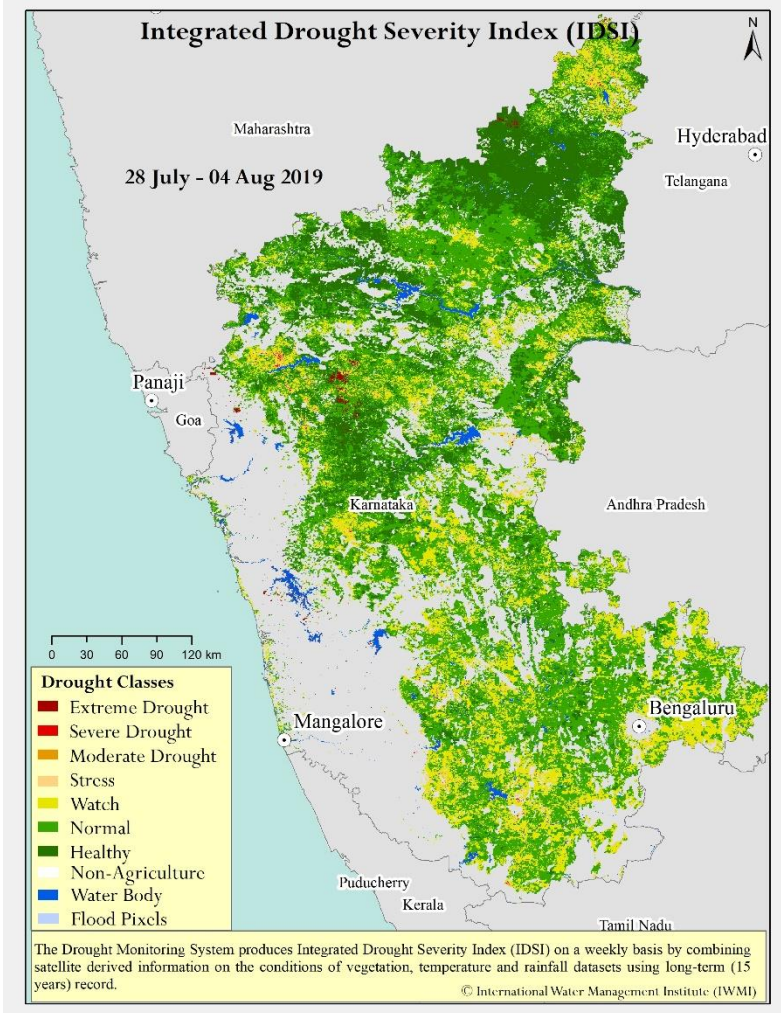 Integrated Drought Severity Index (IDSI)
N
Maharashtra
Hyderabad
28 July - 04 Aug 2019
Telangana
Panaji
Goa
Karnataka
Andhra Pradesh
0 30 60 90 120 km
Drought Classes
Extreme Drought
Severe Drought
Moderate Drought
Stress
Watch
Normal
Healthy
Non-Agriculture
Water Body
Flood Pixels
Mangalore
Bengaluru
Puducherry
Kerala
Tamil Nadu
The Drought Monitoring System produces Integrated Drought Severity Index (IDSI) on a weekly basis by combining
satellite derived information on the conditions of vegetation, temperature and rainfall datasets using long-term (15
years) record.
© International Water Management Institute (IWMI)